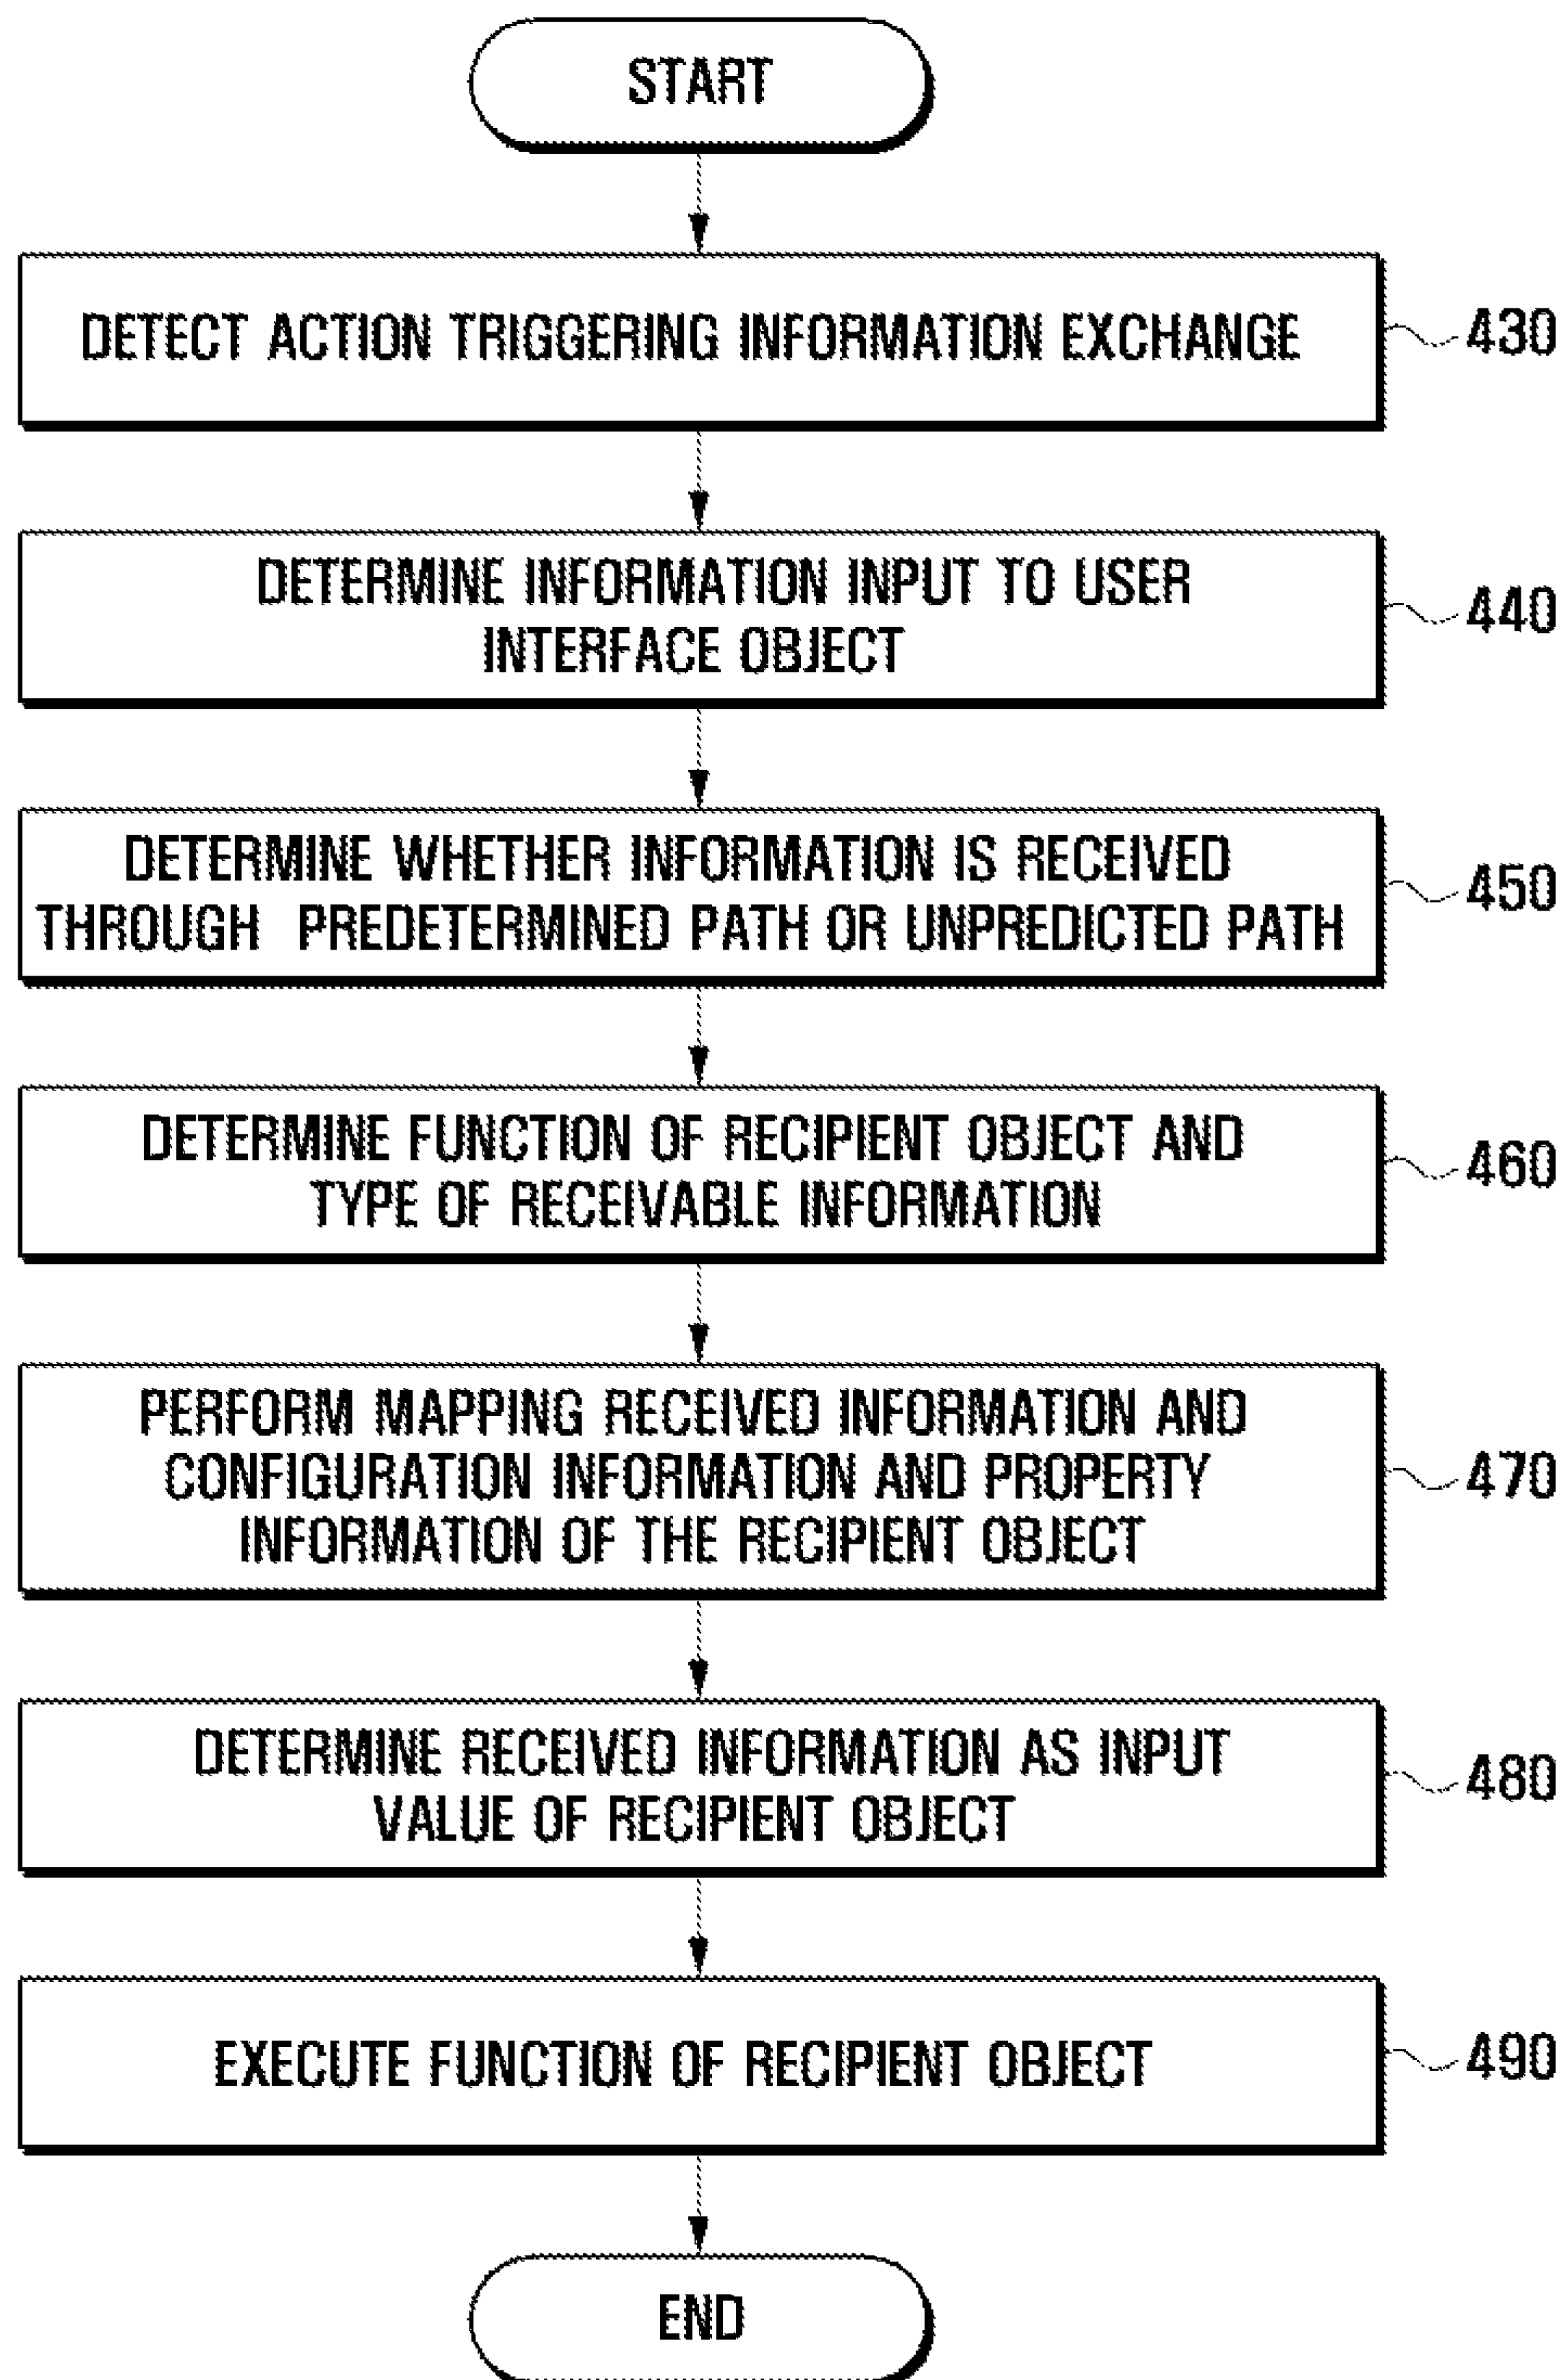 START
DETECT ACTION TRIGGERING INFORMATION EXCHANGE
430
DETERMINE INFORMATION INPUT TO USER
INTERFACE OBJECT
440
DETERMINE WHETHER INFORMATION IS RECEIVED
THROUGH PREDETERMINED PATH OR UNPREDICTED PATH
450
DETERMINE FUNCTION OF RECIPIENT OBJECT AND
TYPE OF RECEIVABLE INFORMATION
460
PERFORM MAPPING RECEIVED INFORMATION AND
CONFIGURATION INFORMATION AND PROPERTY
INFORMATION OF THE RECIPIENT OBJECT
470
DETERMINE RECEIVED INFORMATION AS INPUT
VALUE OF RECIPIENT OBJECT
480
EXECUTE FUNCTION OF RECIPIENT OBJECT
490
END